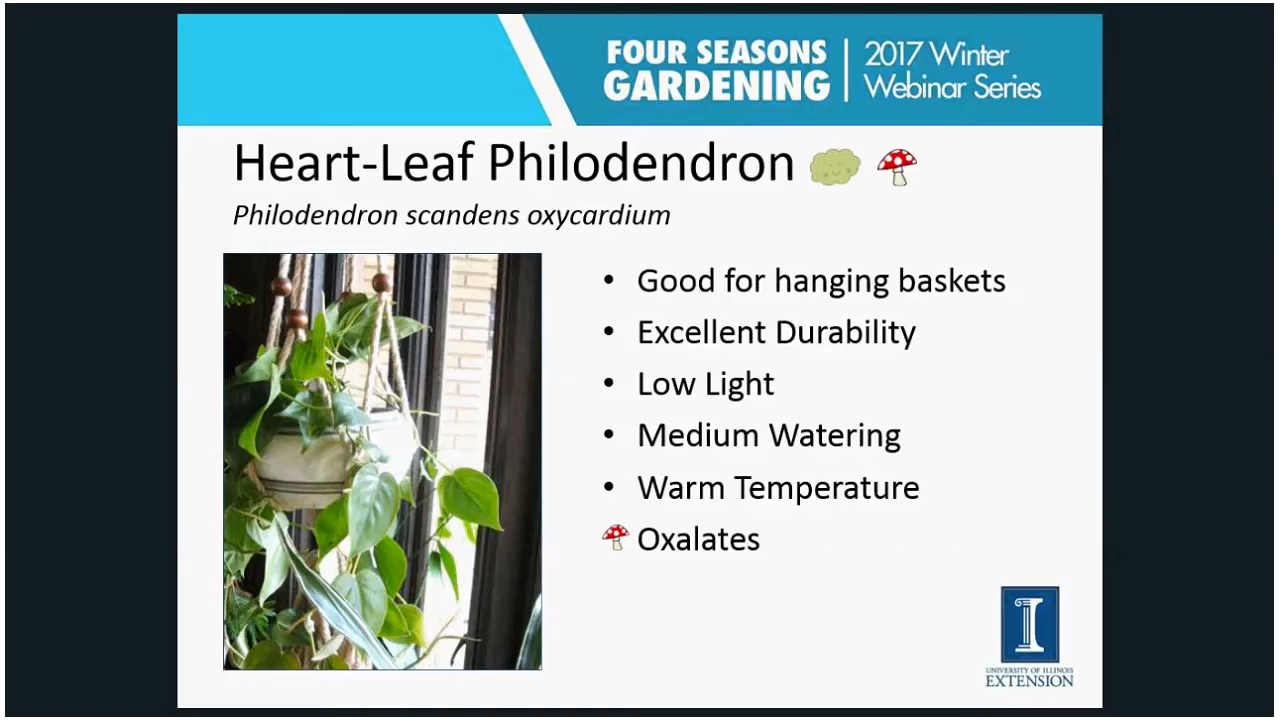 FOUR SEASONS
GARDENING
2017 Winter
Webinar Series
Heart-Leaf Philodendron
Philodendron scandens oxycardium
• Good for hanging baskets
• Excellent Durability
• Low Light
• Medium Watering
• Warm Temperature
Oxalates
I
UNIVERSITY OF ILLINOIS
EXTENSION